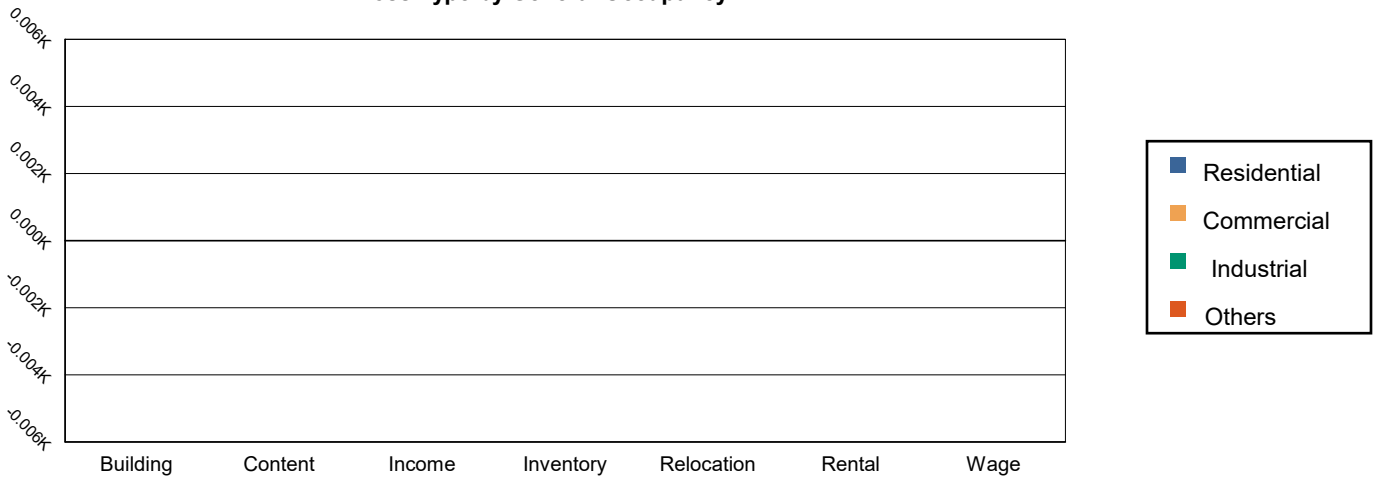 0.006K
0.004K
0.002K
0.000K
-0.002K
-0.004K
-0.006K
Building Content Income Inventory Relocation Rental Wage
Residential
Commercial
Industrial
Others